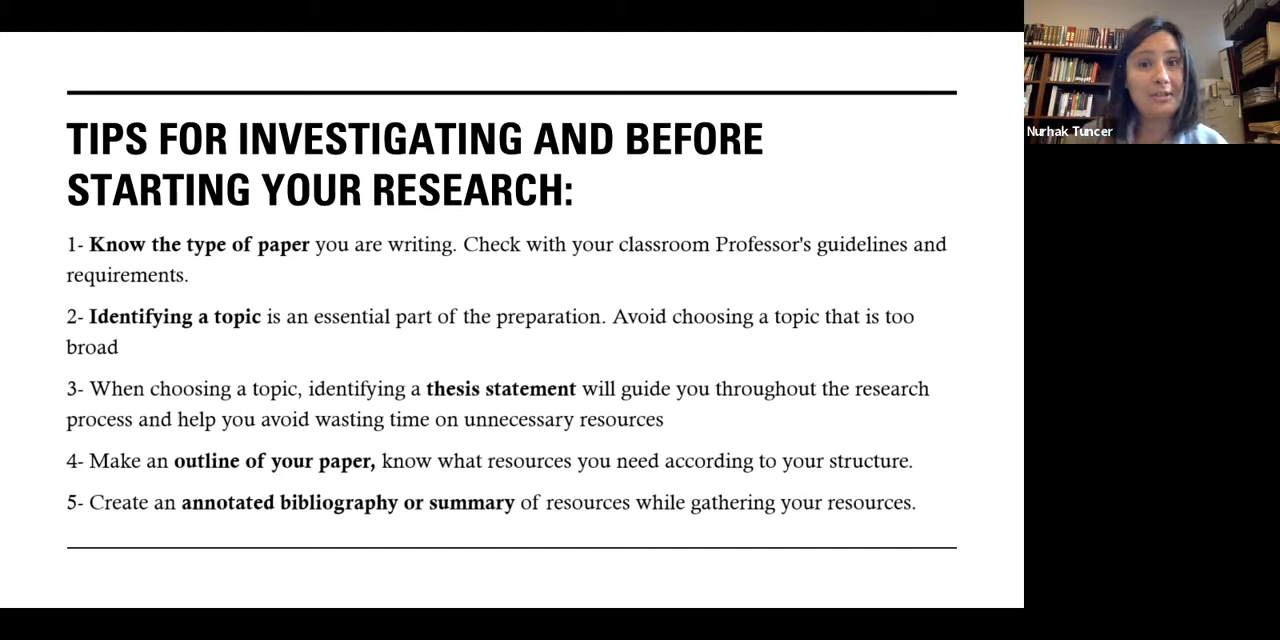 TIPS FOR INVESTIGATING AND BEFORE
STARTING YOUR RESEARCH:
1- Know the type of paper you are writing. Check with your classroom Professor's guidelines and
requirements.
2- Identifying a topic is an essential part of the preparation. Avoid choosing a topic that is too
broad
3- When choosing a topic, identifying a thesis statement will guide you throughout the research
process and help you avoid wasting time on unnecessary resources
4- Make an outline of your paper, know what resources you need according to your structure.
5- Create an annotated bibliography or summary of resources while gathering your resources.
Nurhak Tuncer